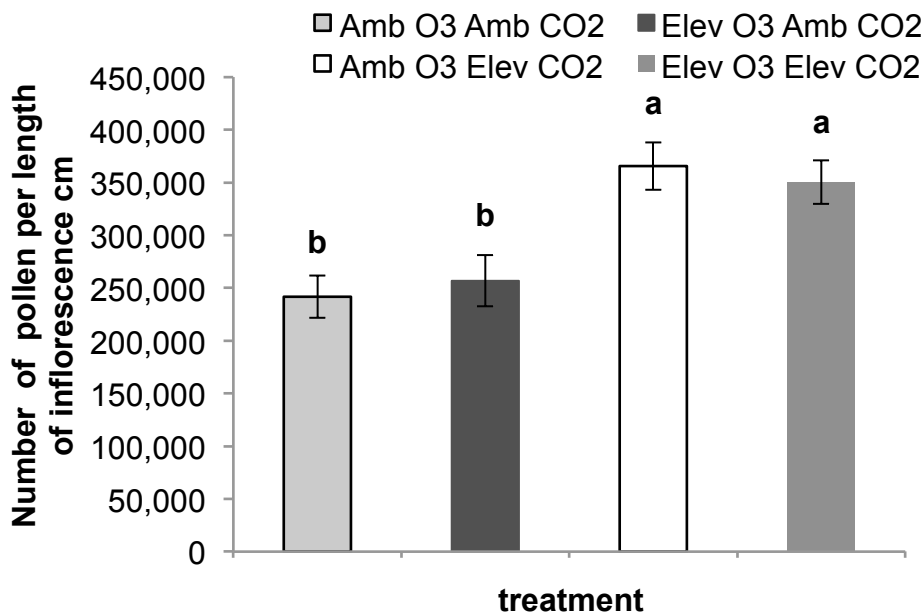 Amb O3 Amb CO2 Elev O3 Amb CO2
Amb O3 Elev CO2 Elev O3 Elev CO2
Number of pollen per length
of inflorescence cm
450,000
400,000
350,000
300,000
250,000
200,000
150,000
100,000
50,000
0
b
b
a
a
treatment